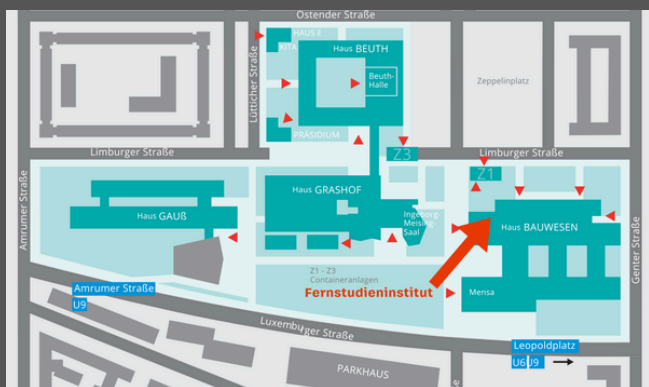 Ostender Straße
HAUS E
KITA
Haus BEUTH
Beuth-
Halle
Lütticher Straße
Zeppelinplatz
PRÄSIDIUM
Limburger Straße
Z3
Limburger Straße
Z1
Amrumer Straße
Haus GAUß
Haus GRASHOF
Ingeborg-
Meising-
Saal
Haus BAUWESEN
Genter Straße
Z1 - Z3
Containeranlagen
Fernstudieninstitut
Mensa
Amrumer Straße
U9
Luxemburger Straße
Leopoldplatz
U6 U9
PARKHAUS